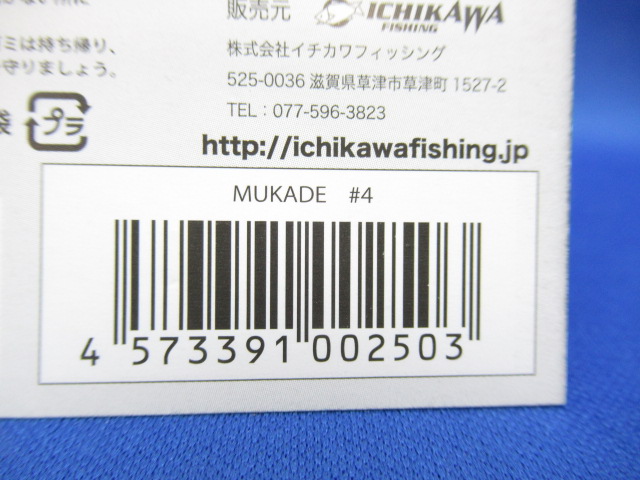 販売元 ICHIKAWA
FISHING
ミは持ち帰り、
守りましょう。
株式会社イチカワフィッシング
525-0036 滋賀県草津市草津町 1527-2
TEL：077-596-3823
袋 プラ
http://ichikawafishing.jp
MUKADE #4
4 573391 002503